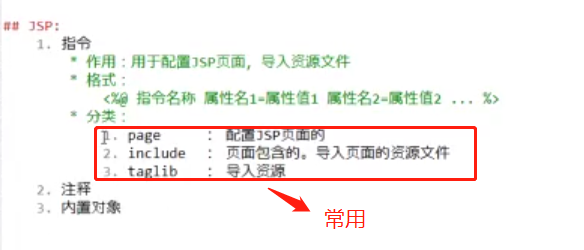 ## JSP:
1. 指令
* 作用：用于配置JSP页面，导入资源文件
* 格式：
<%@ 指令名称 属性名1=属性值1 属性名2=属性值2 ... %>
* 分类：
1. page : 配置JSP页面的
2. include : 页面包含的。导入页面的资源文件
3. taglib : 导入资源
2. 注释
3. 内置对象
常用